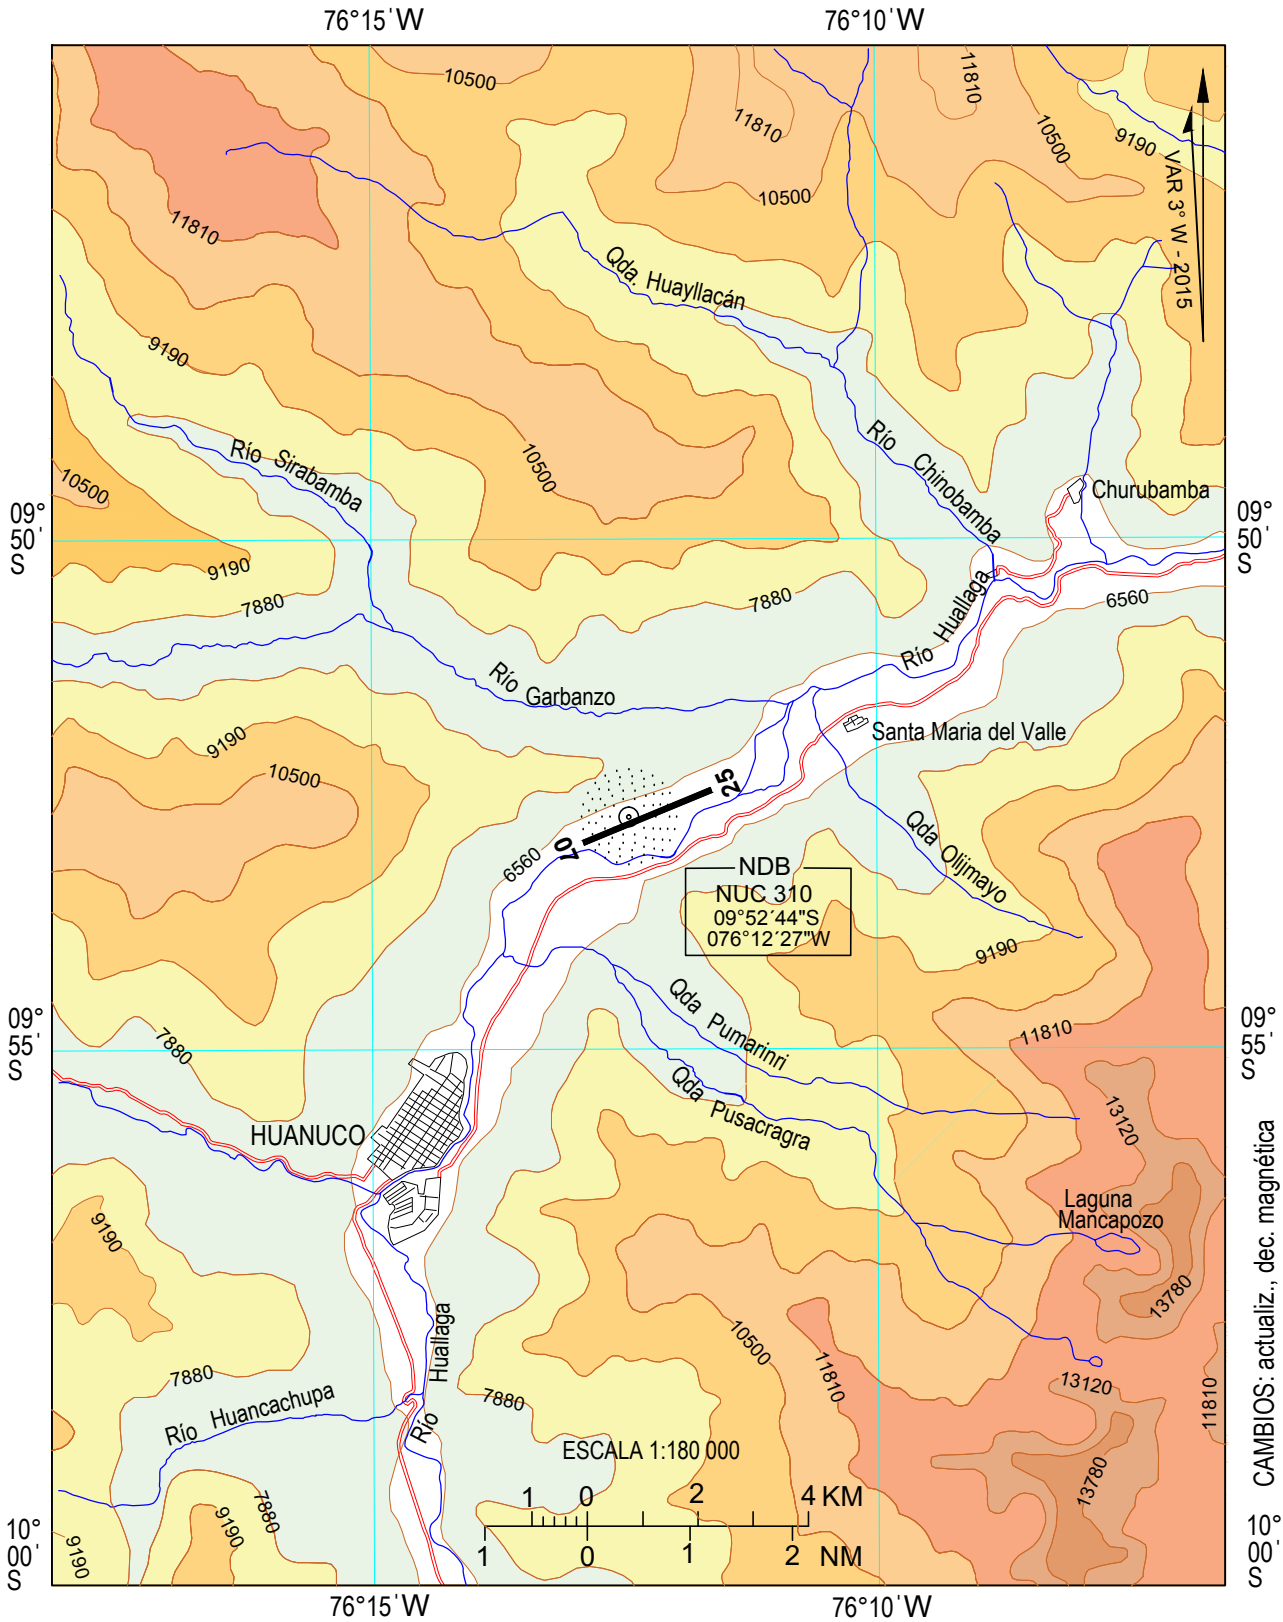 76°15'W
76°10'W
10500
11810
11810
10500
9190
10500
VAR 3° W - 2015
11810
Qda. Huayllacán
9190
Río Sirabamba
10500
10500
Río Chinobamba
Churubamba
09°
50'
S
09°
50'
S
9190
7880
7880
6560
Río Huallaga
Río Garbanzo
Santa Maria del Valle
9190
10500
25
07
6560
Qda Olijmayo
NDB
NUC 310
09°52´44"S
076°12´27"W
9190
Qda Pumarinri
11810
09°
55'
S
09°
55'
S
7880
Qda Pusacragra
13120
HUANUCO
Laguna
Mancapozo
9190
13780
Río Huallaga
10500
11810
7880
7880
13120
11810
Río Huancachupa
ESCALA 1:180 000
13780
1 0 2 4 KM
1 0 1 2 NM
7880
9190
9190
10°
00'
S
10°
00'
S
CAMBIOS: actualiz., dec. magnética
76°15'W
76°10'W